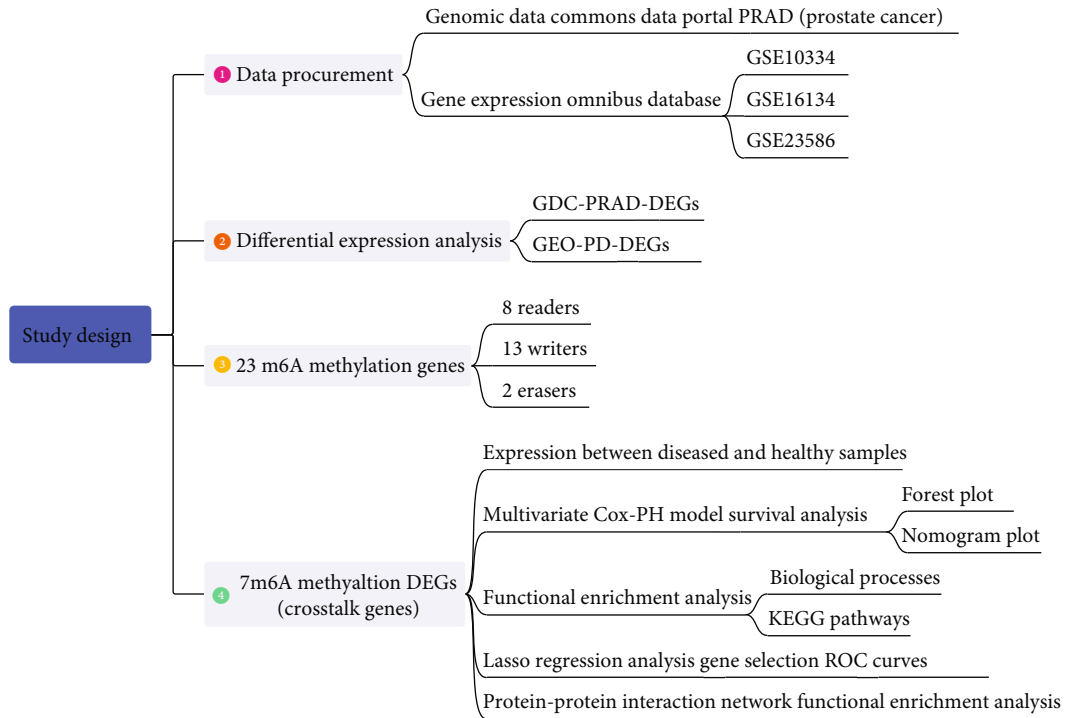 Study design
1 Data procurement
Genomic data commons data portal PRAD (prostate cancer)
Gene expression omnibus database
GSE10334
GSE16134
GSE23586
2 Differential expression analysis
GDC-PRAD-DEGs
GEO-PD-DEGs
3 23 m6A methylation genes
8 readers
13 writers
2 erasers
4 7m6A methyaltion DEGs
(crosstalk genes)
Expression between diseased and healthy samples
Multivariate Cox-PH model survival analysis
Forest plot
Nomogram plot
Functional enrichment analysis
Biological processes
KEGG pathways
Lasso regression analysis gene selection ROC curves
Protein-protein interaction network functional enrichment analysis